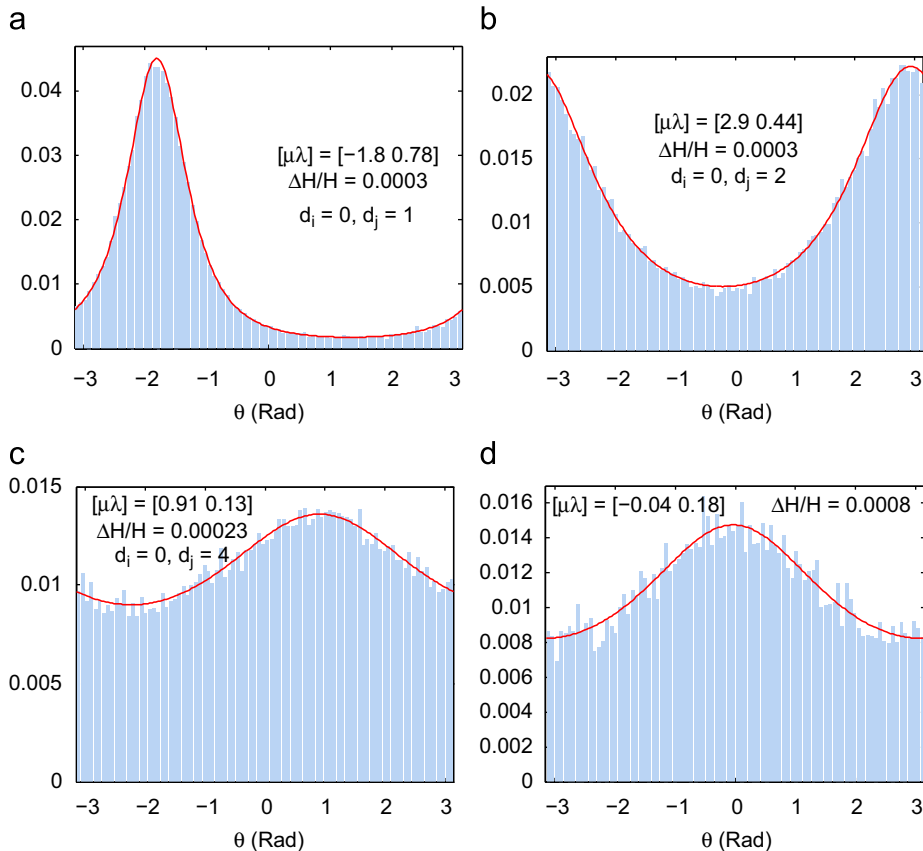 a
0.04
0.03
0.02
0.01
0
[μλ] = [−1.8 0.78]
ΔH/H = 0.0003
d_i = 0, d_j = 1
−3 −2 −1 0 1 2 3
θ (Rad)
b
0.02
0.015
0.01
0.005
0
[μλ] = [2.9 0.44]
ΔH/H = 0.0003
d_i = 0, d_j = 2
−3 −2 −1 0 1 2 3
θ (Rad)
c
0.015
0.01
0.005
0
[μλ] = [0.91 0.13]
ΔH/H = 0.00023
d_i = 0, d_j = 4
−3 −2 −1 0 1 2 3
θ (Rad)
d
0.016
0.014
0.012
0.01
0.008
0.006
0.004
0.002
0
[μλ] = [−0.04 0.18] ΔH/H = 0.0008
−3 −2 −1 0 1 2 3
θ (Rad)